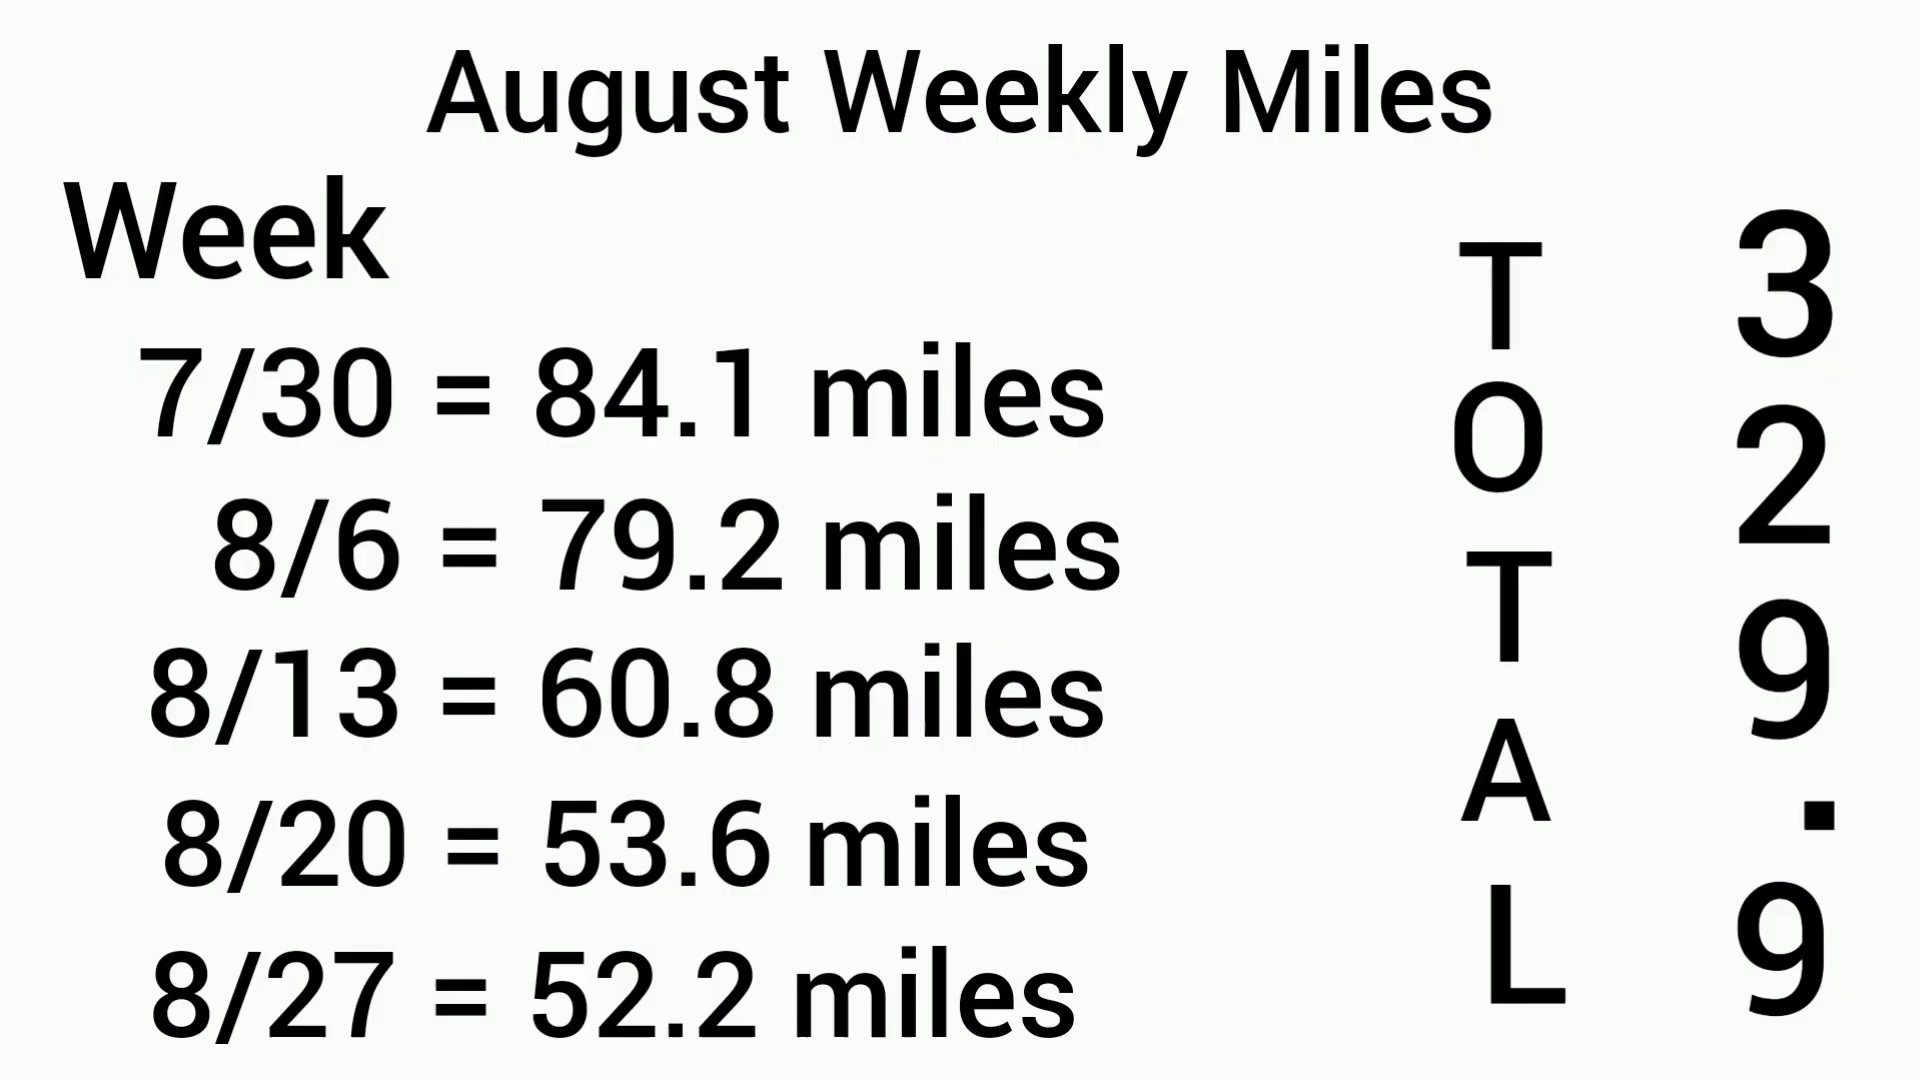 August Weekly Miles
Week
7/30 = 84.1 miles
8/6 = 79.2 miles
8/13 = 60.8 miles
8/20 = 53.6 miles
8/27 = 52.2 miles
TOTAL
329.9